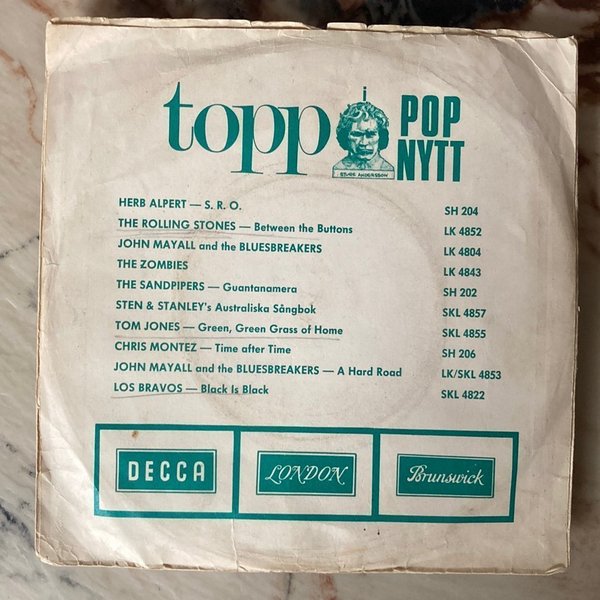 topp i POP
NYTT
STURE ANDERSSON
HERB ALPERT — S. R. O. SH 204
THE ROLLING STONES — Between the Buttons LK 4852
JOHN MAYALL and the BLUESBREAKERS LK 4804
THE ZOMBIES LK 4843
THE SANDPIPERS — Guantanamera SH 202
STEN & STANLEY's Australiska Sångbok SKL 4857
TOM JONES — Green, Green Grass of Home SKL 4855
CHRIS MONTEZ — Time after Time SH 206
JOHN MAYALL and the BLUESBREAKERS — A Hard Road LK/SKL 4853
LOS BRAVOS — Black Is Black SKL 4822
DECCA LONDON Brunswick